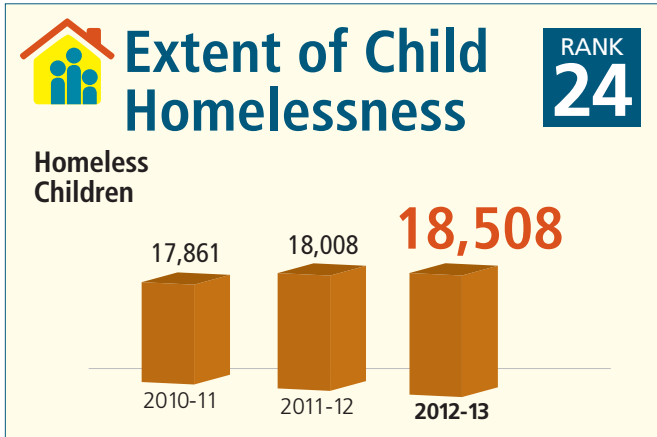 Extent of Child
Homelessness
RANK
24
Homeless
Children
17,861
18,008
18,508
2010-11
2011-12
2012-13